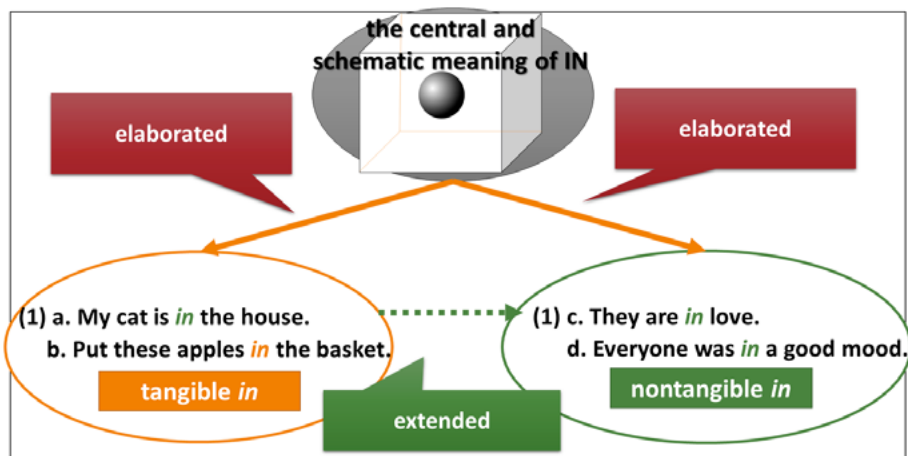 the central and
schematic meaning of IN
elaborated
elaborated
(1) a. My cat is in the house.
b. Put these apples in the basket.
tangible in
(1) c. They are in love.
d. Everyone was in a good mood.
nontangible in
extended